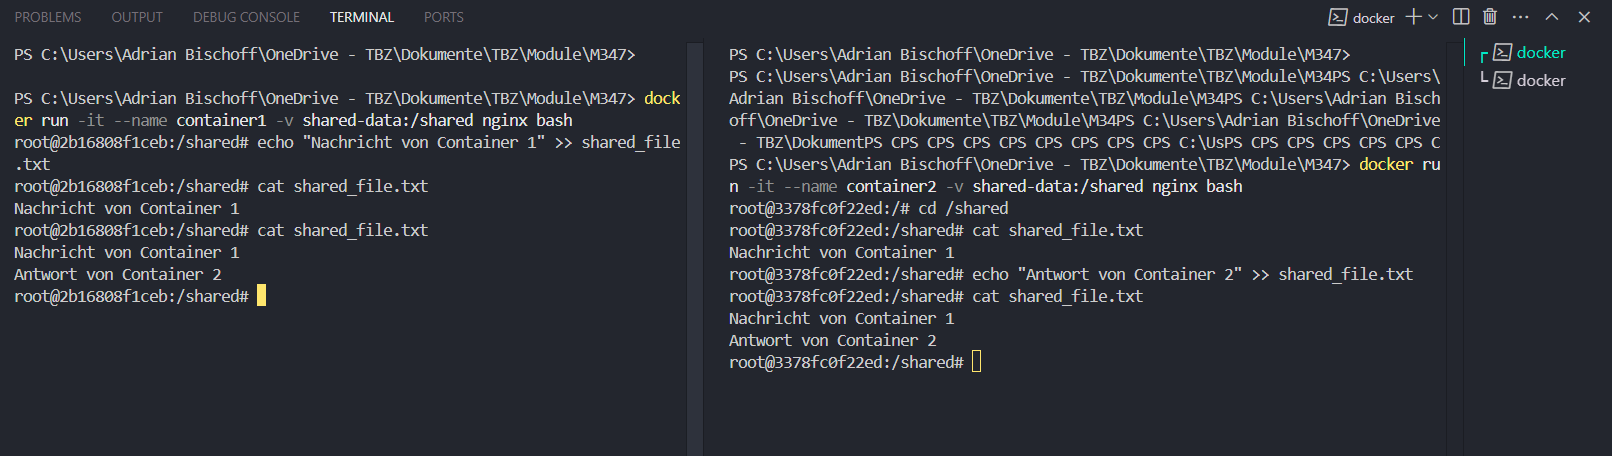 PROBLEMS OUTPUT DEBUG CONSOLE TERMINAL PORTS
docker
PS C:\Users\Adrian Bischoff\OneDrive - TBZ\Dokumente\TBZ\Module\M347>
PS C:\Users\Adrian Bischoff\OneDrive - TBZ\Dokumente\TBZ\Module\M347> dock
er run -it --name container1 -v shared-data:/shared nginx bash
root@2b16808f1ceb:/shared# echo "Nachricht von Container 1" >> shared_file
.txt
root@2b16808f1ceb:/shared# cat shared_file.txt
Nachricht von Container 1
root@2b16808f1ceb:/shared# cat shared_file.txt
Nachricht von Container 1
Antwort von Container 2
root@2b16808f1ceb:/shared#
PS C:\Users\Adrian Bischoff\OneDrive - TBZ\Dokumente\TBZ\Module\M347>
PS C:\Users\Adrian Bischoff\OneDrive - TBZ\Dokumente\TBZ\Module\M34PS C:\Users\
Adrian Bischoff\OneDrive - TBZ\Dokumente\TBZ\Module\M34PS C:\Users\Adrian Bisch
off\OneDrive - TBZ\Dokumente\TBZ\Module\M34PS C:\Users\Adrian Bischoff\OneDrive
- TBZ\DokumentPS CPS CPS CPS CPS CPS CPS CPS CPS C:\UsPS CPS CPS CPS CPS CPS C
PS C:\Users\Adrian Bischoff\OneDrive - TBZ\Dokumente\TBZ\Module\M347> docker ru
n -it --name container2 -v shared-data:/shared nginx bash
root@3378fc0f22ed:/# cd /shared
root@3378fc0f22ed:/shared# cat shared_file.txt
Nachricht von Container 1
root@3378fc0f22ed:/shared# echo "Antwort von Container 2" >> shared_file.txt
root@3378fc0f22ed:/shared# cat shared_file.txt
Nachricht von Container 1
Antwort von Container 2
root@3378fc0f22ed:/shared#
docker
docker